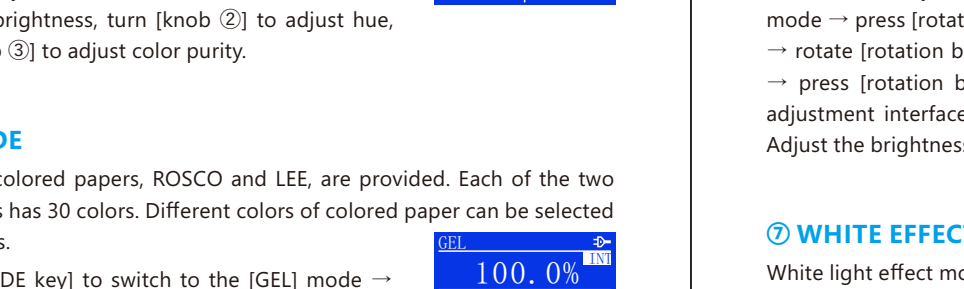 brightness, turn [knob ②] to adjust hue,
③] to adjust color purity.
DE
colored papers, ROSCO and LEE, are provided. Each of the two
has 30 colors. Different colors of colored paper can be selected
GEL
INT
100.0%
DE key] to switch to the [GEL] mode →
mode → press [rotat
→ rotate [rotation b
→ press [rotation b
adjustment interface
Adjust the brightness
⑦ WHITE EFFECT
White light effect mo